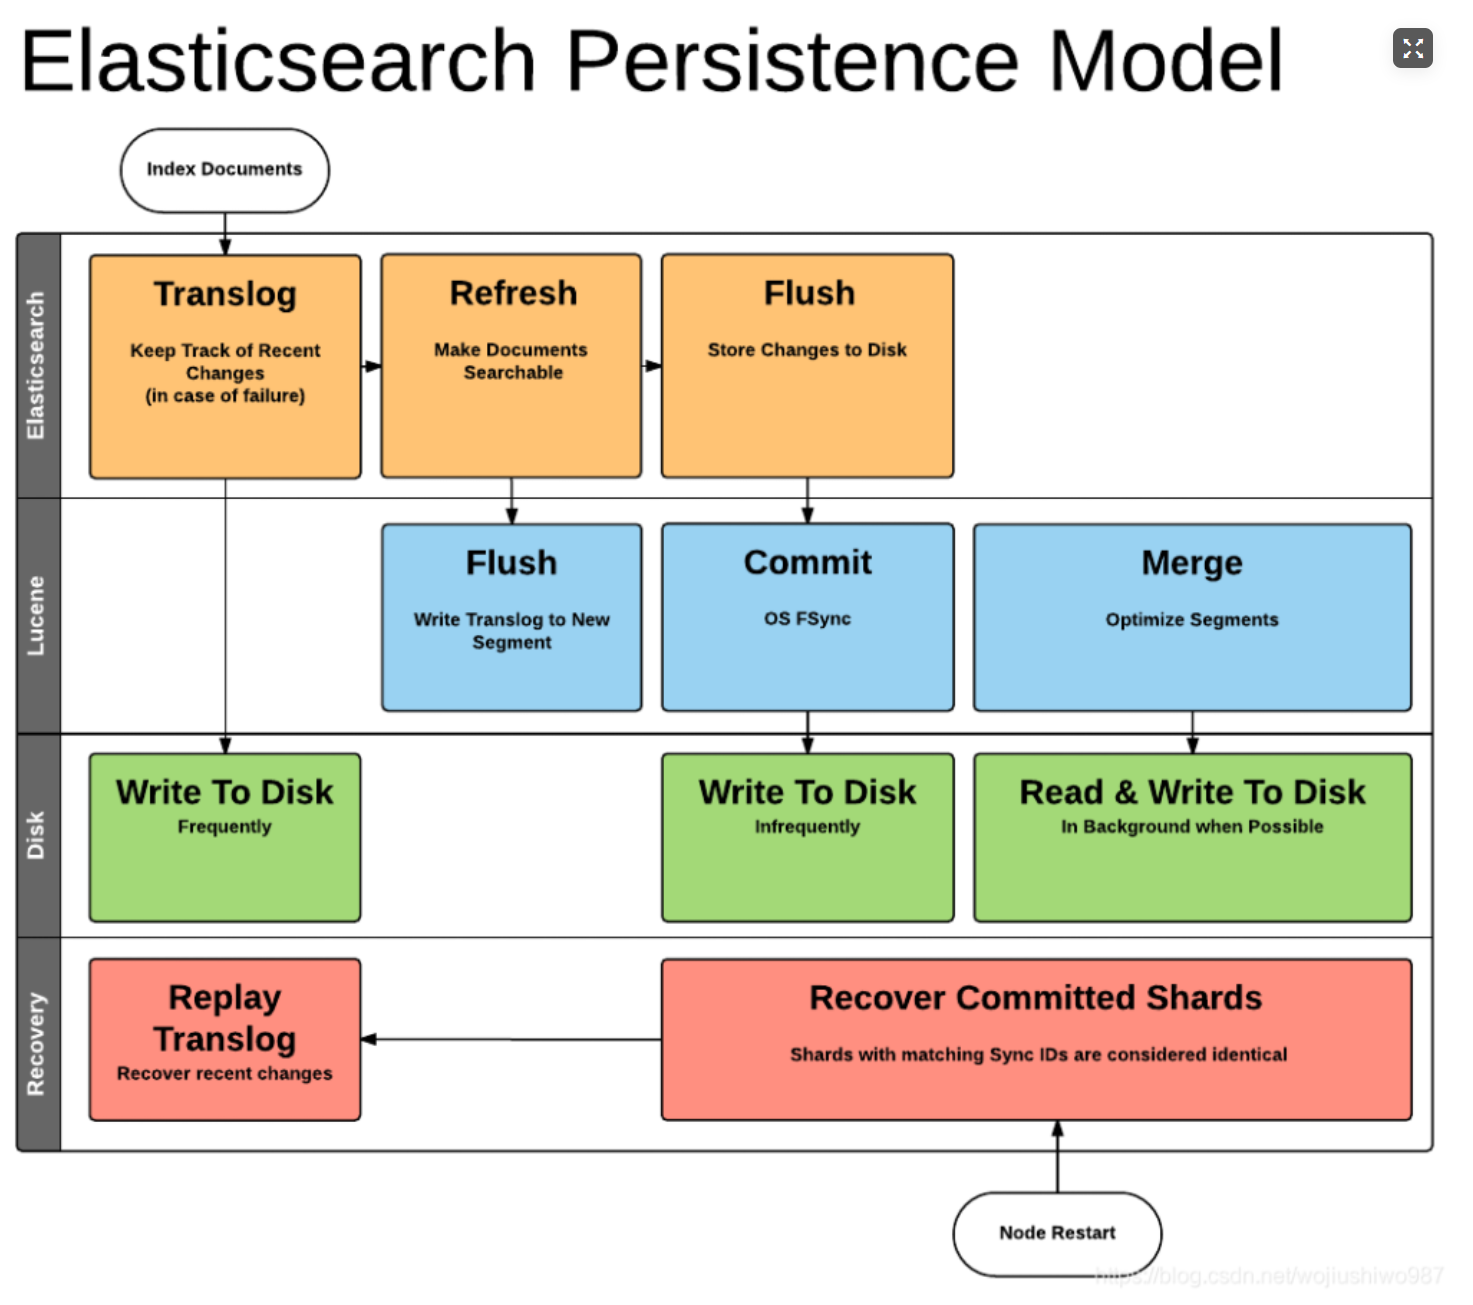 Elasticsearch Persistence Model
Index Documents
Elasticsearch
Translog
Keep Track of Recent
Changes
(in case of failure)
Refresh
Make Documents
Searchable
Flush
Store Changes to Disk
Lucene
Flush
Write Translog to New
Segment
Commit
OS FSync
Merge
Optimize Segments
Disk
Write To Disk
Frequently
Write To Disk
Infrequently
Read & Write To Disk
In Background when Possible
Recovery
Replay
Translog
Recover recent changes
Recover Committed Shards
Shards with matching Sync IDs are considered identical
Node Restart
https://blog.csdn.net/wojiushiwo987